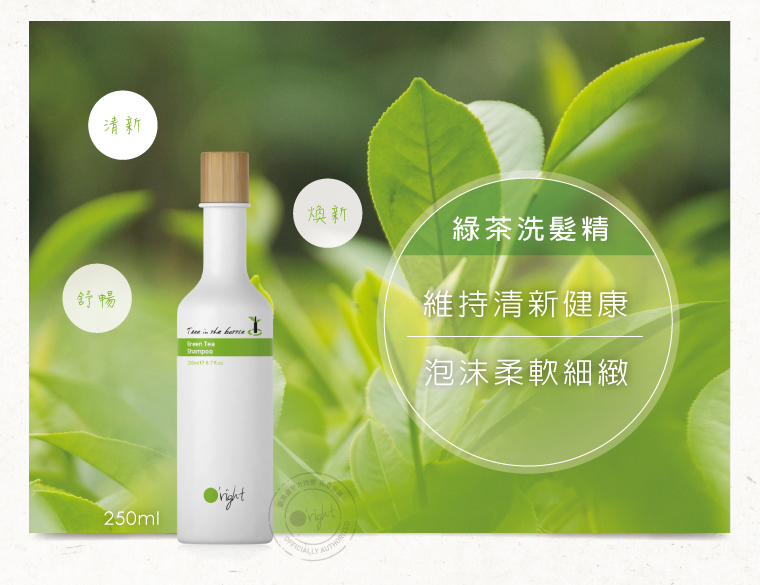 清新
煥新
舒暢
綠茶洗髮精
維持清新健康
泡沫柔軟細緻
Tree in the bottle
Green Tea
Shampoo
O'right
250ml
O'right
OFFICIALLY AUTHORIZED